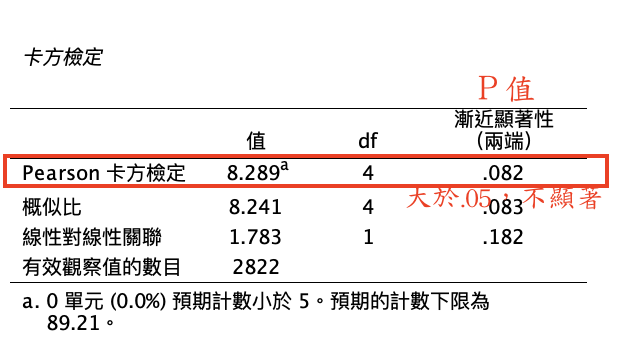 卡方檢定
P 值
漸近顯著性
值 df (兩端)
Pearson 卡方檢定 8.289a 4 .082
大於.05，不顯著
概似比 8.241 4 .083
線性對線性關聯 1.783 1 .182
有效觀察值的數目 2822
a. 0 單元 (0.0%) 預期計數小於 5。預期的計數下限為
89.21。